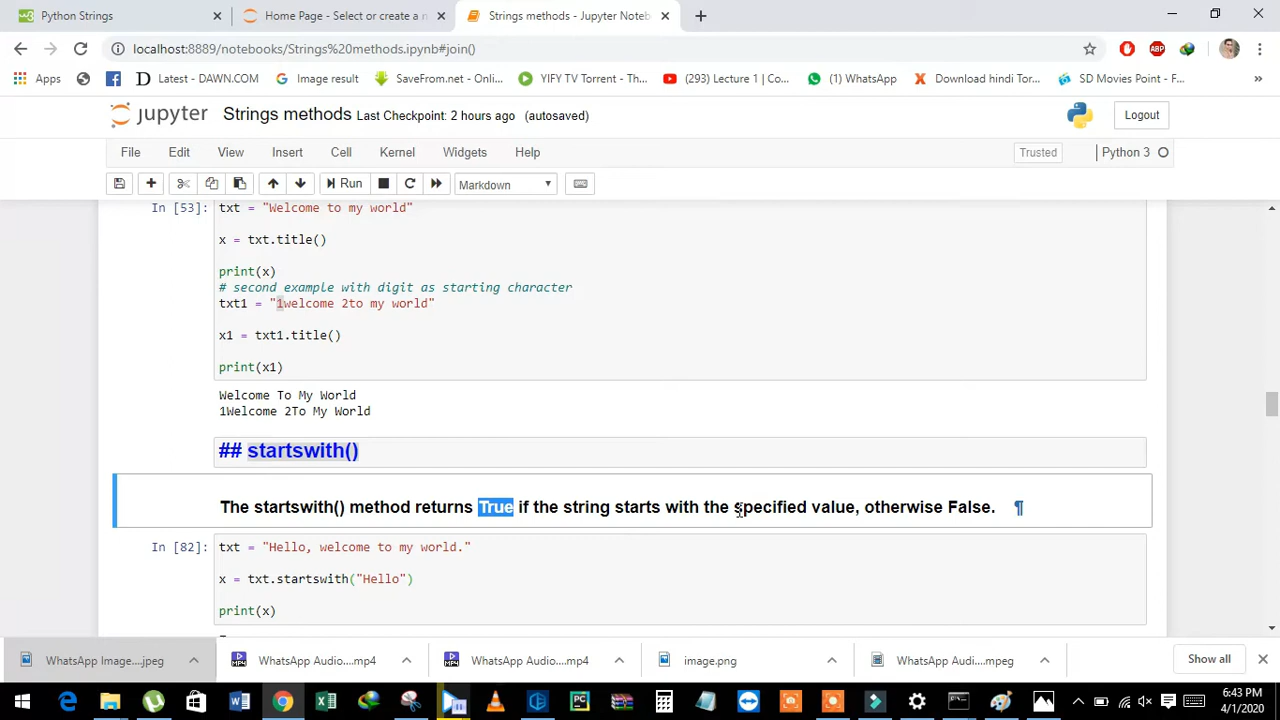 Python Strings
Home Page - Select or create a n
Strings methods - Jupyter Noteb
localhost:8889/notebooks/Strings%20methods.ipynb#join()
Apps
Latest - DAWN.COM
Image result
SaveFrom.net - Onli...
YIFY TV Torrent - Th...
(293) Lecture 1 | Co...
(1) WhatsApp
Download hindi Tor...
SD Movies Point - F...
»
jupyter
Strings methods Last Checkpoint: 2 hours ago (autosaved)
ABP
Logout
File Edit View Insert Cell Kernel Widgets Help
Trusted
Python 3
Run
Markdown
In [53]: txt = "Welcome to my world"
x = txt.title()
print(x)
# second example with digit as starting character
txt1 = "1welcome 2to my world"
x1 = txt1.title()
print(x1)
Welcome To My World
1Welcome 2To My World
## startswith()
The startswith() method returns True if the string starts with the specified value, otherwise False. ¶
In [82]: txt = "Hello, welcome to my world."
x = txt.startswith("Hello")
print(x)
WhatsApp Image....jpeg
WhatsApp Audio....mp4
WhatsApp Audio....mp4
image.png
WhatsApp Audi....mpeg
Show all
6:43 PM
4/1/2020